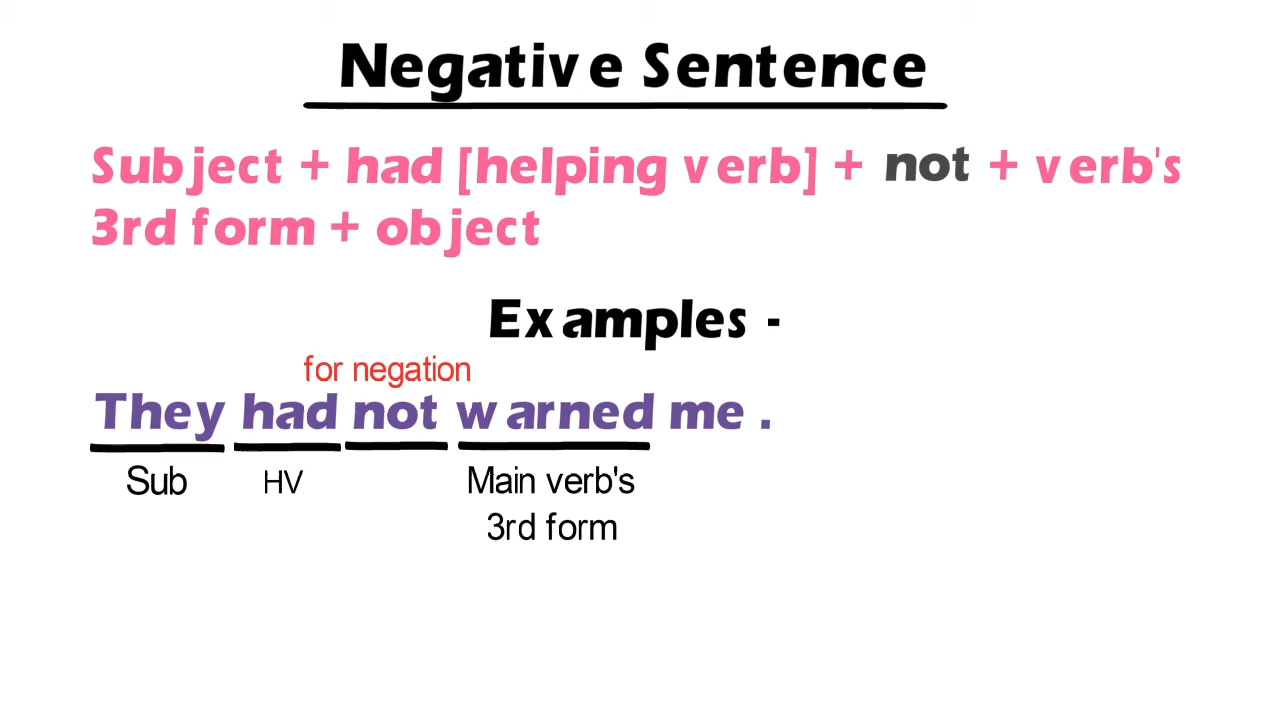 Negative Sentence
Subject + had [helping verb] + not + verb's
3rd form + object
Examples -
for negation
They had not warned me .
Sub HV Main verb's
3rd form